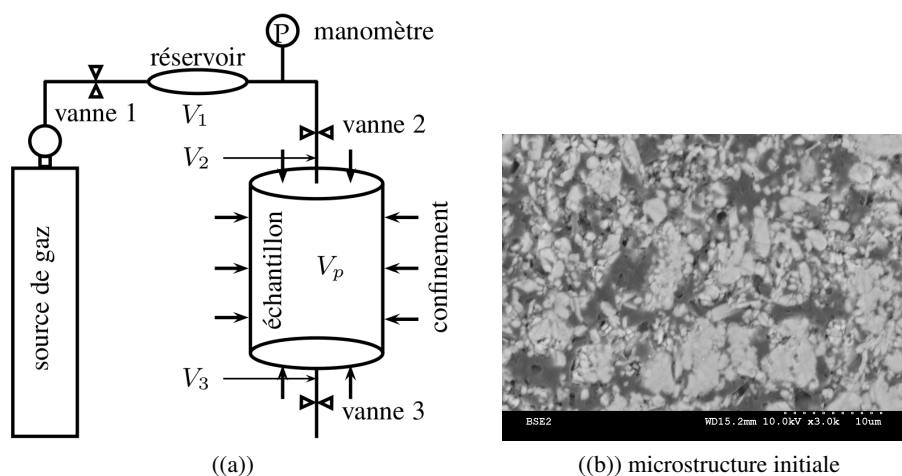 P manomètre
réservoir
vanne 1
V₁
vanne 2
V₂
source de gaz
échantillon
Vₚ
confinement
V₃
vanne 3
((a))
BSE2 WD15.2mm 10.0kV x3.0k 10um
((b)) microstructure initiale